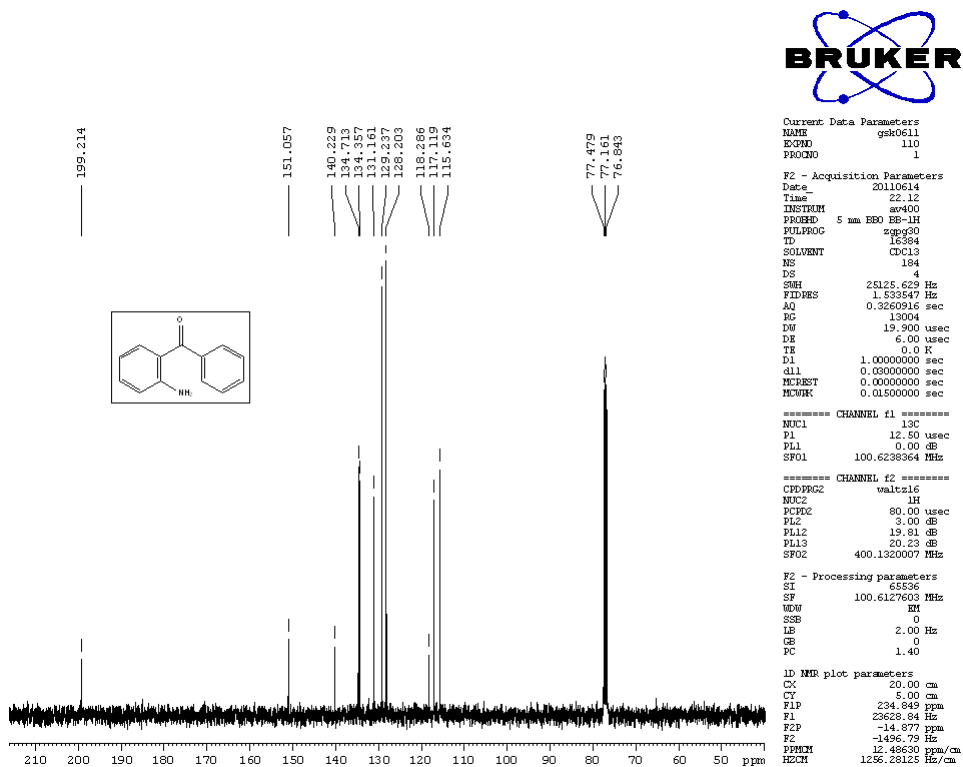 BRUKER
Current Data Parameters
NAME gsk0611
EXPNO 110
PROCNO 1
F2 - Acquisition Parameters
Date_ 20110614
Time 22.12
INSTRUM av400
PROBHD 5 mm BBO BB-1H
PULPROG zgpg30
TD 16384
SOLVENT CDCl3
NS 184
DS 4
SWH 25125.629 Hz
FIDRES 1.533547 Hz
AQ 0.3260916 sec
RG 13004
DW 19.900 usec
DE 6.00 usec
TE 0.0 K
D1 1.00000000 sec
d11 0.03000000 sec
MCREST 0.00000000 sec
MCWRK 0.01500000 sec
======== CHANNEL f1 ========
NUC1 13C
P1 12.50 usec
PL1 0.00 dB
SFO1 100.6238364 MHz
======== CHANNEL f2 ========
CPDPRG2 waltz16
NUC2 1H
PCPD2 80.00 usec
PL2 3.00 dB
PL12 19.81 dB
PL13 20.23 dB
SFO2 400.1320007 MHz
F2 - Processing parameters
SI 65536
SF 100.6127603 MHz
WDW EM
SSB 0
LB 2.00 Hz
GB 0
PC 1.40
1D NMR plot parameters
CX 20.00 cm
CY 5.00 cm
F1P 234.849 ppm
F1 23628.84 Hz
F2P -14.877 ppm
F2 -1496.79 Hz
PPMCM 12.48630 ppm/cm
HZCM 1256.28125 Hz/cm
199.214
151.057
140.229
134.713
134.357
131.161
129.237
128.203
118.286
117.119
115.634
77.479
77.161
76.843
O
NH2
210 200 190 180 170 160 150 140 130 120 110 100 90 80 70 60 50 ppm